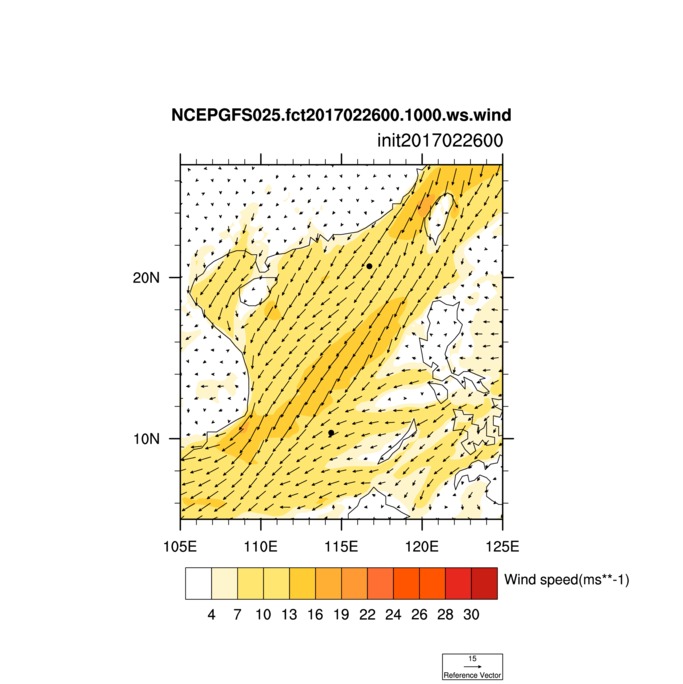 NCEPGFS025.fct2017022600.1000.ws.wind
init2017022600
20N
10N
105E 110E 115E 120E 125E
Wind speed(ms**-1)
4 7 10 13 16 19 22 24 26 28 30
15
Reference Vector